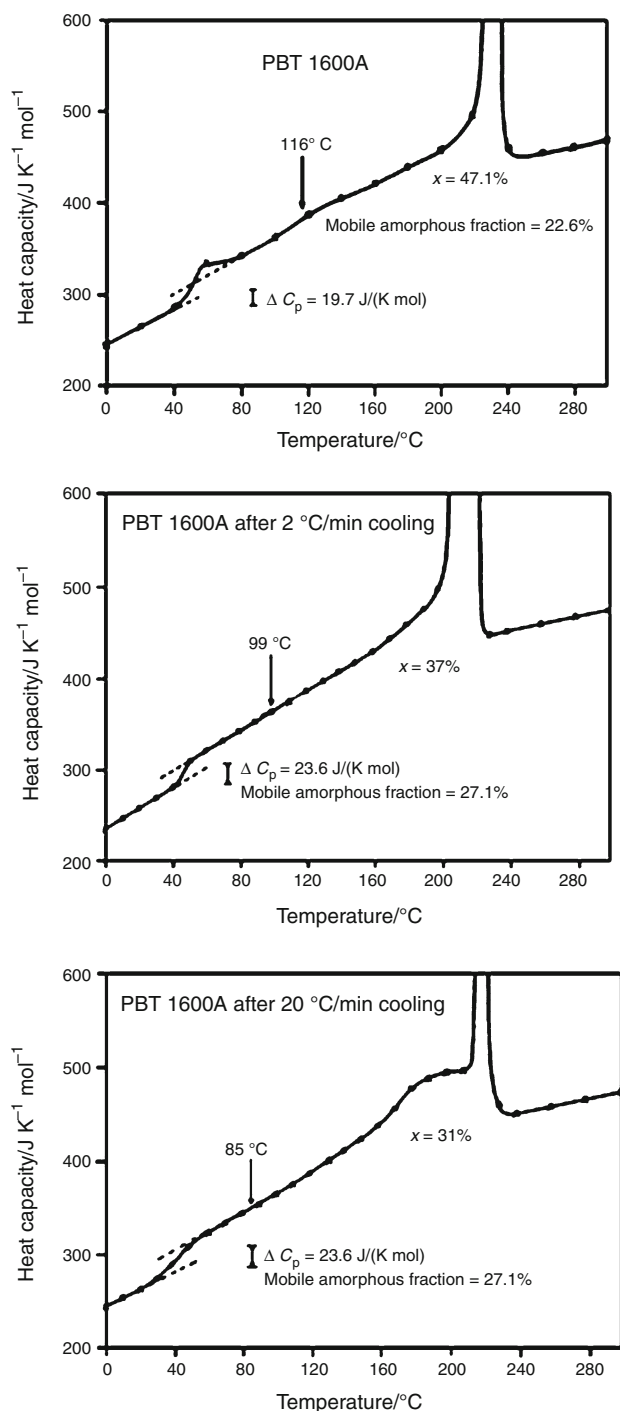 600
PBT 1600A
500
116° C
x = 47.1%
400
Mobile amorphous fraction = 22.6%
300
Δ Cp = 19.7 J/(K mol)
200
0 40 80 120 160 200 240 280
Temperature/°C
Heat capacity/J K⁻¹ mol⁻¹
600
PBT 1600A after 2 °C/min cooling
500
99 °C
x = 37%
400
300
Δ Cp = 23.6 J/(K mol)
Mobile amorphous fraction = 27.1%
200
0 40 80 120 160 200 240 280
Temperature/°C
Heat capacity/J K⁻¹ mol⁻¹
600
PBT 1600A after 20 °C/min cooling
500
x = 31%
85 °C
400
300
Δ Cp = 23.6 J/(K mol)
Mobile amorphous fraction = 27.1%
200
0 40 80 120 160 200 240 280
Temperature/°C
Heat capacity/J K⁻¹ mol⁻¹